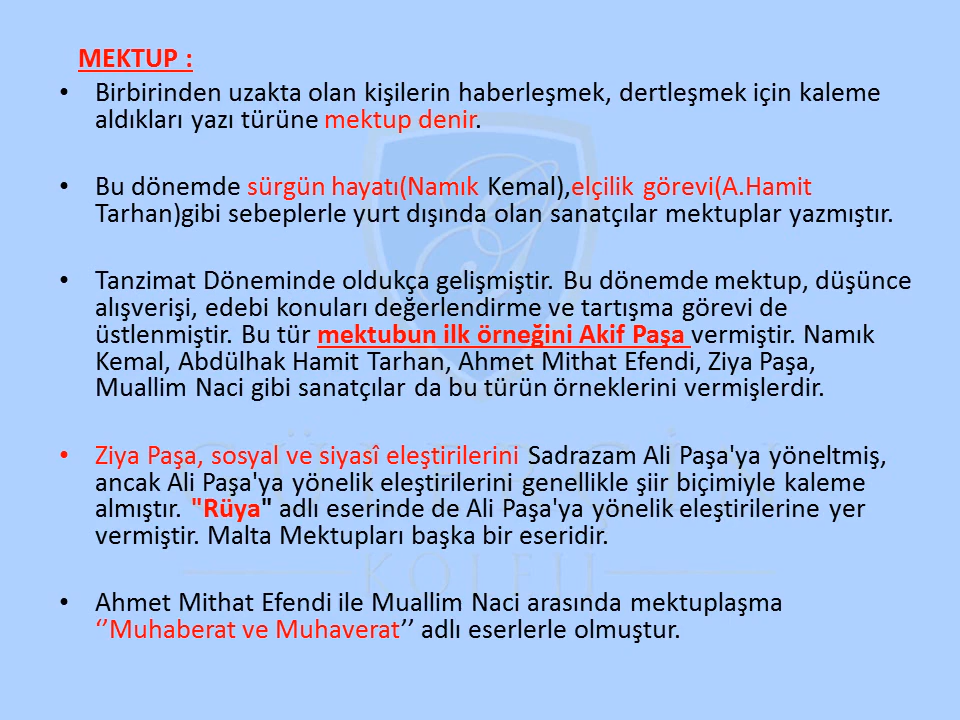 MEKTUP :
• Birbirinden uzakta olan kişilerin haberleşmek, dertleşmek için kaleme
aldıkları yazı türüne mektup denir.
• Bu dönemde sürgün hayatı(Namık Kemal),elçilik görevi(A.Hamit
Tarhan)gibi sebeplerle yurt dışında olan sanatçılar mektuplar yazmıştır.
• Tanzimat Döneminde oldukça gelişmiştir. Bu dönemde mektup, düşünce
alışverişi, edebi konuları değerlendirme ve tartışma görevi de
üstlenmiştir. Bu tür mektubun ilk örneğini Akif Paşa vermiştir. Namık
Kemal, Abdülhak Hamit Tarhan, Ahmet Mithat Efendi, Ziya Paşa,
Muallim Naci gibi sanatçılar da bu türün örneklerini vermişlerdir.
• Ziya Paşa, sosyal ve siyasî eleştirilerini Sadrazam Ali Paşa'ya yöneltmiş,
ancak Ali Paşa'ya yönelik eleştirilerini genellikle şiir biçimiyle kaleme
almıştır. "Rüya" adlı eserinde de Ali Paşa'ya yönelik eleştirilerine yer
vermiştir. Malta Mektupları başka bir eseridir.
• Ahmet Mithat Efendi ile Muallim Naci arasında mektuplaşma
‘’Muhaberat ve Muhaverat’’ adlı eserlerle olmuştur.
KOLEJİ